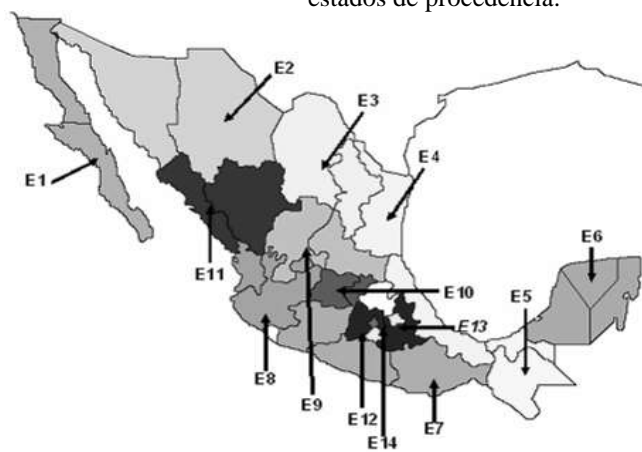 estados de procedencia.
E2
E3
E4
E1
E6
E11
E10
E5
E13
E8
E9
E12
E7
E14